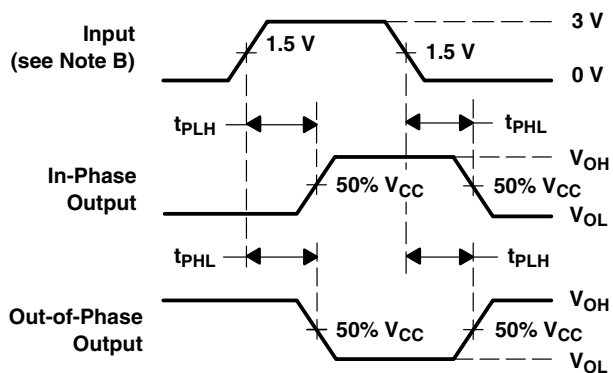 Input
(see Note B)
1.5 V
1.5 V
3 V
0 V
tPLH
tPHL
In-Phase
Output
50% VCC
50% VCC
VOH
VOL
tPHL
tPLH
Out-of-Phase
Output
50% VCC
50% VCC
VOH
VOL